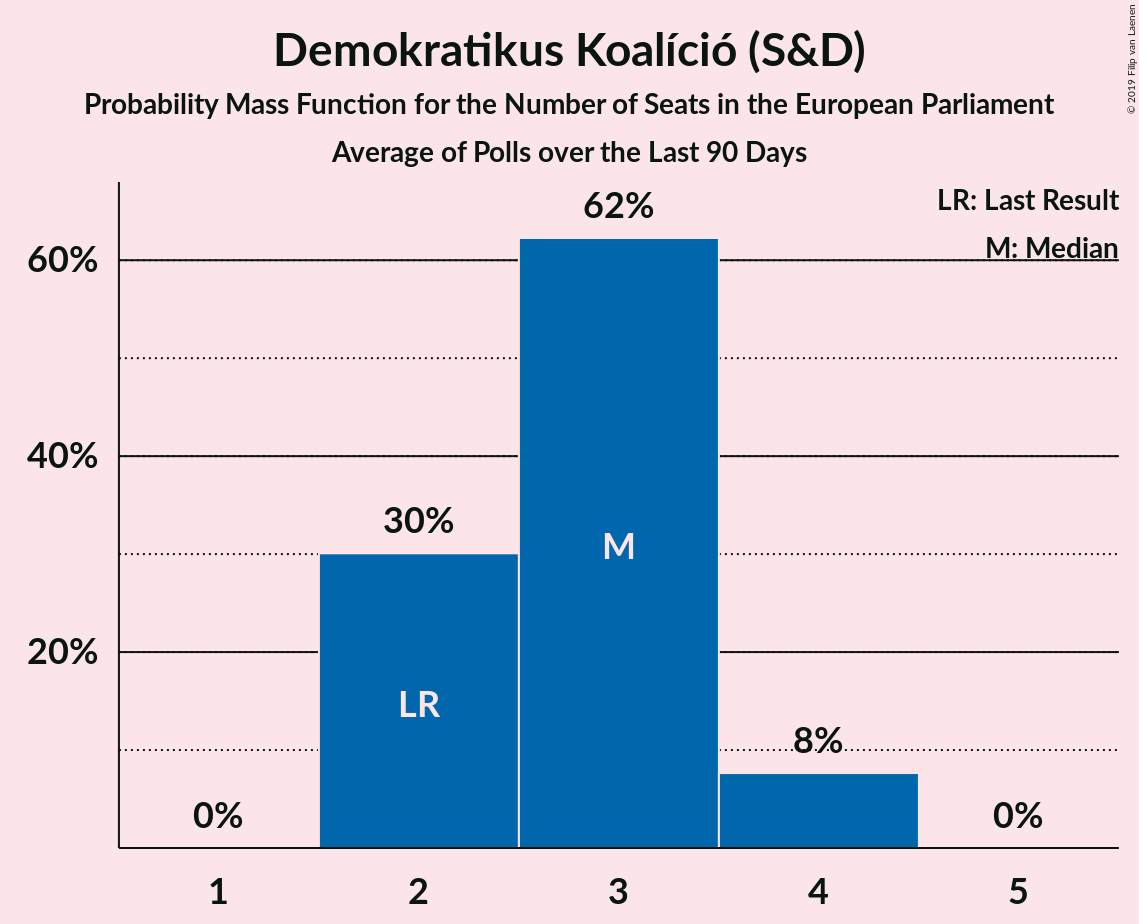 Demokratikus Koalíció (S&D)
Probability Mass Function for the Number of Seats in the European Parliament
Average of Polls over the Last 90 Days
© 2019 Filip van Laenen
LR: Last Result
M: Median
62%
60%
40%
30%
M
20%
LR
8%
0%
0%
1
2
3
4
5